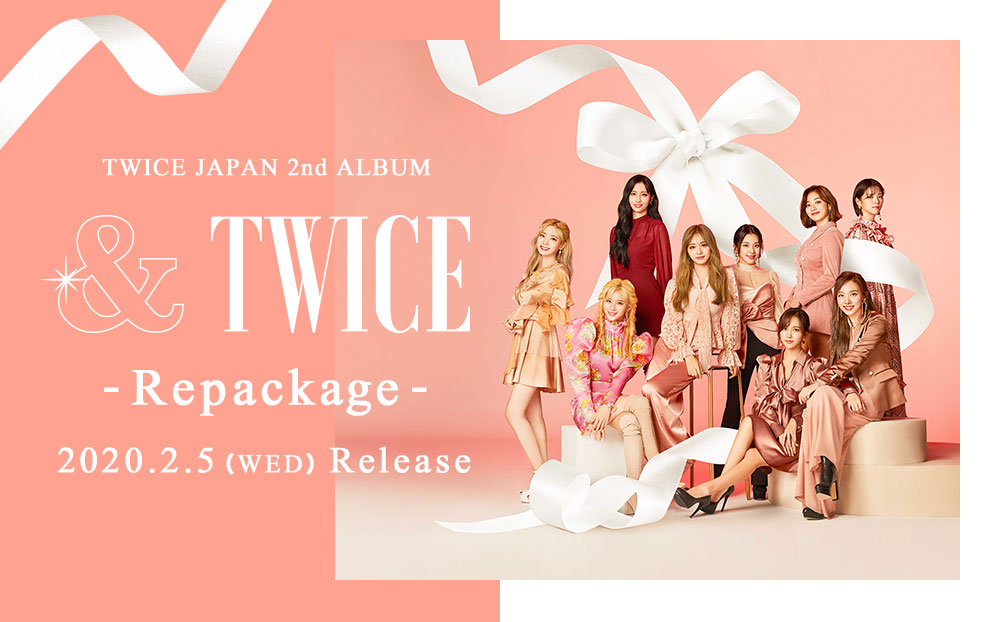 TWICE JAPAN 2nd ALBUM
& TWICE
- Repackage -
2020.2.5 (WED) Release